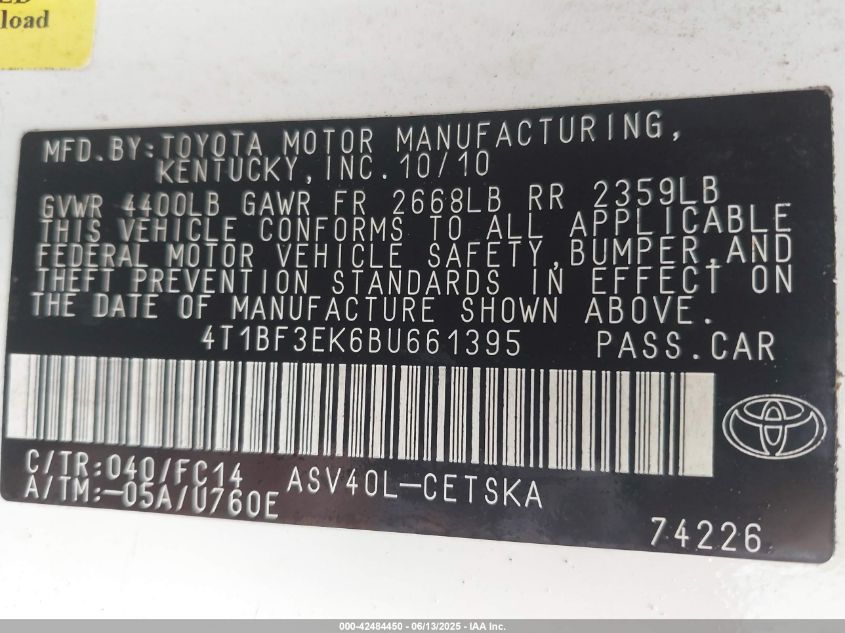 load
MFD.BY:TOYOTA MOTOR MANUFACTURING,
KENTUCKY,INC.10/10
GVWR 4400LB GAWR FR 2668LB RR 2359LB
THIS VEHICLE CONFORMS TO ALL APPLICABLE
FEDERAL MOTOR VEHICLE SAFETY,BUMPER,AND
THEFT PREVENTION STANDARDS IN EFFECT ON
THE DATE OF MANUFACTURE SHOWN ABOVE.
4T1BF3EK6BU661395 PASS.CAR
C/TR:040/FC14 ASV40L-CETSKA
A/TM:-05A/U760E
74226
000-42484450 - 06/13/2025 - IAA Inc.